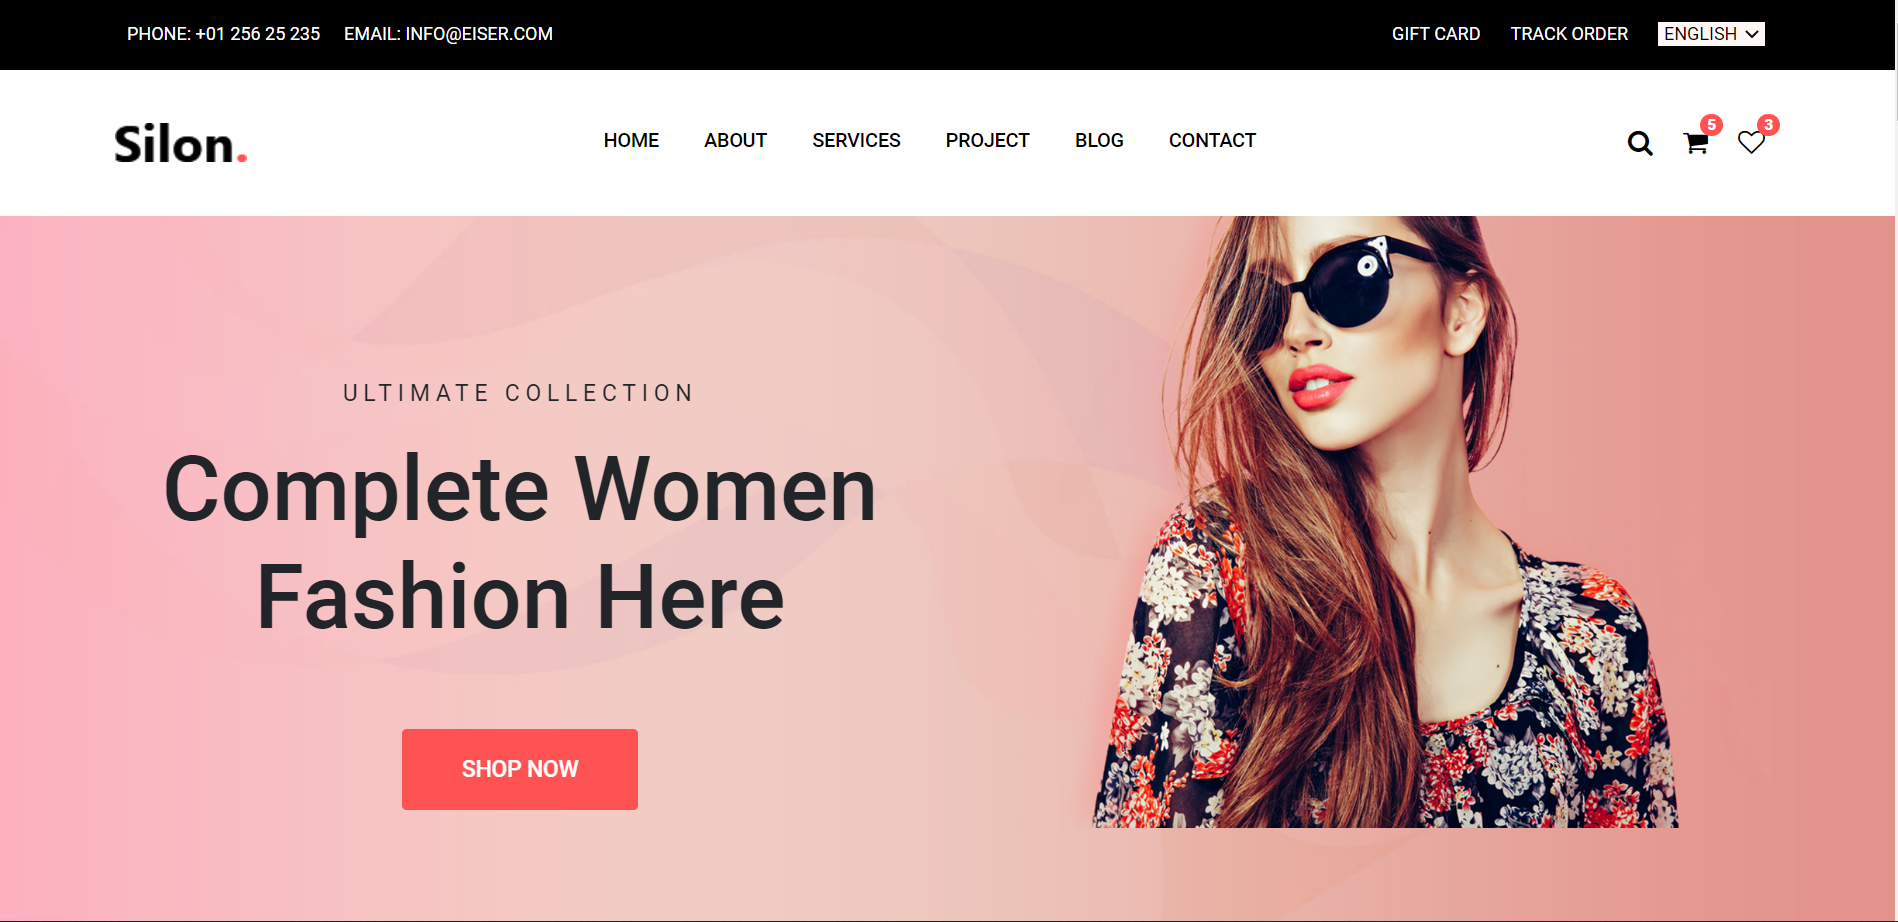 PHONE: +01 256 25 235 EMAIL: INFO@EISER.COM GIFT CARD TRACK ORDER ENGLISH
Silon. HOME ABOUT SERVICES PROJECT BLOG CONTACT 5 3
ULTIMATE COLLECTION
Complete Women
Fashion Here
SHOP NOW